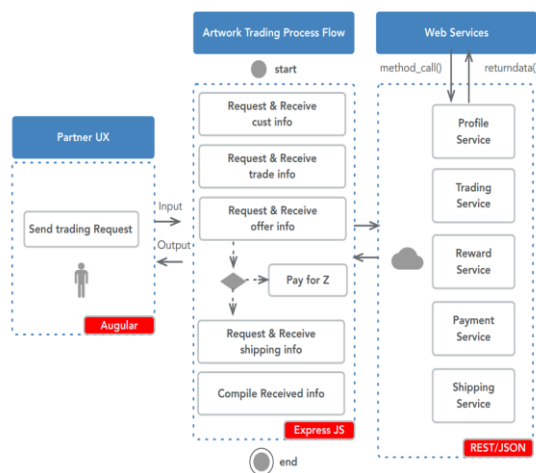 Artwork Trading Process Flow
Web Services
start
method_call()
returndata()
Request & Receive
cust info
Profile
Service
Partner UX
Request & Receive
trade info
Trading
Service
Input
Send trading Request
Request & Receive
offer info
Output
Reward
Service
Pay for Z
Payment
Service
Augular
Request & Receive
shipping info
Compile Received info
Shipping
Service
Express JS
REST/JSON
end